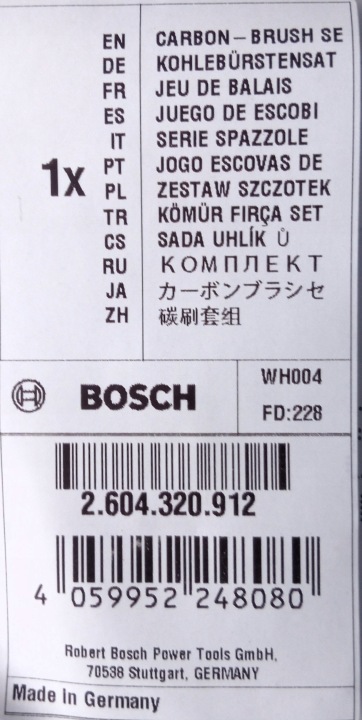 1x
EN CARBON-BRUSH SE
DE KOHLEBÜRSTENSAT
FR JEU DE BALAIS
ES JUEGO DE ESCOBI
IT SERIE SPAZZOLE
PT JOGO ESCOVAS DE
PL ZESTAW SZCZOTEK
TR KÖMÜR FIRÇA SET
CS SADA UHLÍK Ů
RU КОМПЛЕКТ
JA カーボンブラシセ
ZH 碳刷套组
BOSCH
WH004
FD:228
2.604.320.912
4 059952 248080
Robert Bosch Power Tools GmbH,
70538 Stuttgart, GERMANY
Made in Germany